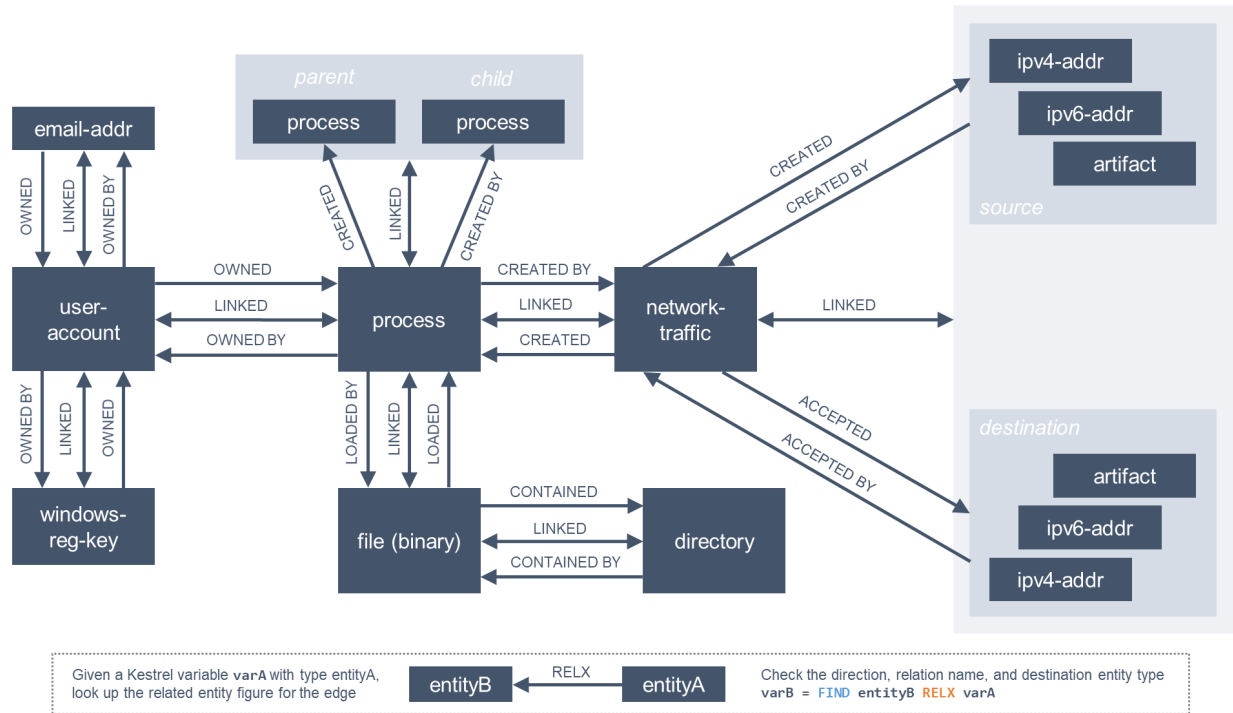 parent
child
process
process
email-addr
OWNED
LINKED
OWNED BY
CREATED
LINKED
CREATED BY
CREATED
CREATED BY
ipv4-addr
ipv6-addr
artifact
source
user-
account
OWNED
LINKED
OWNED BY
process
CREATED BY
LINKED
CREATED
network-
traffic
LINKED
OWNED BY
LINKED
OWNED
LOADED BY
LINKED
LOADED
ACCEPTED
ACCEPTED BY
destination
artifact
ipv6-addr
ipv4-addr
windows-
reg-key
file (binary)
CONTAINED
LINKED
CONTAINED BY
directory
Given a Kestrel variable varA with type entityA,
look up the related entity figure for the edge
entityB
RELX
entityA
Check the direction, relation name, and destination entity type
varB = FIND entityB RELX varA